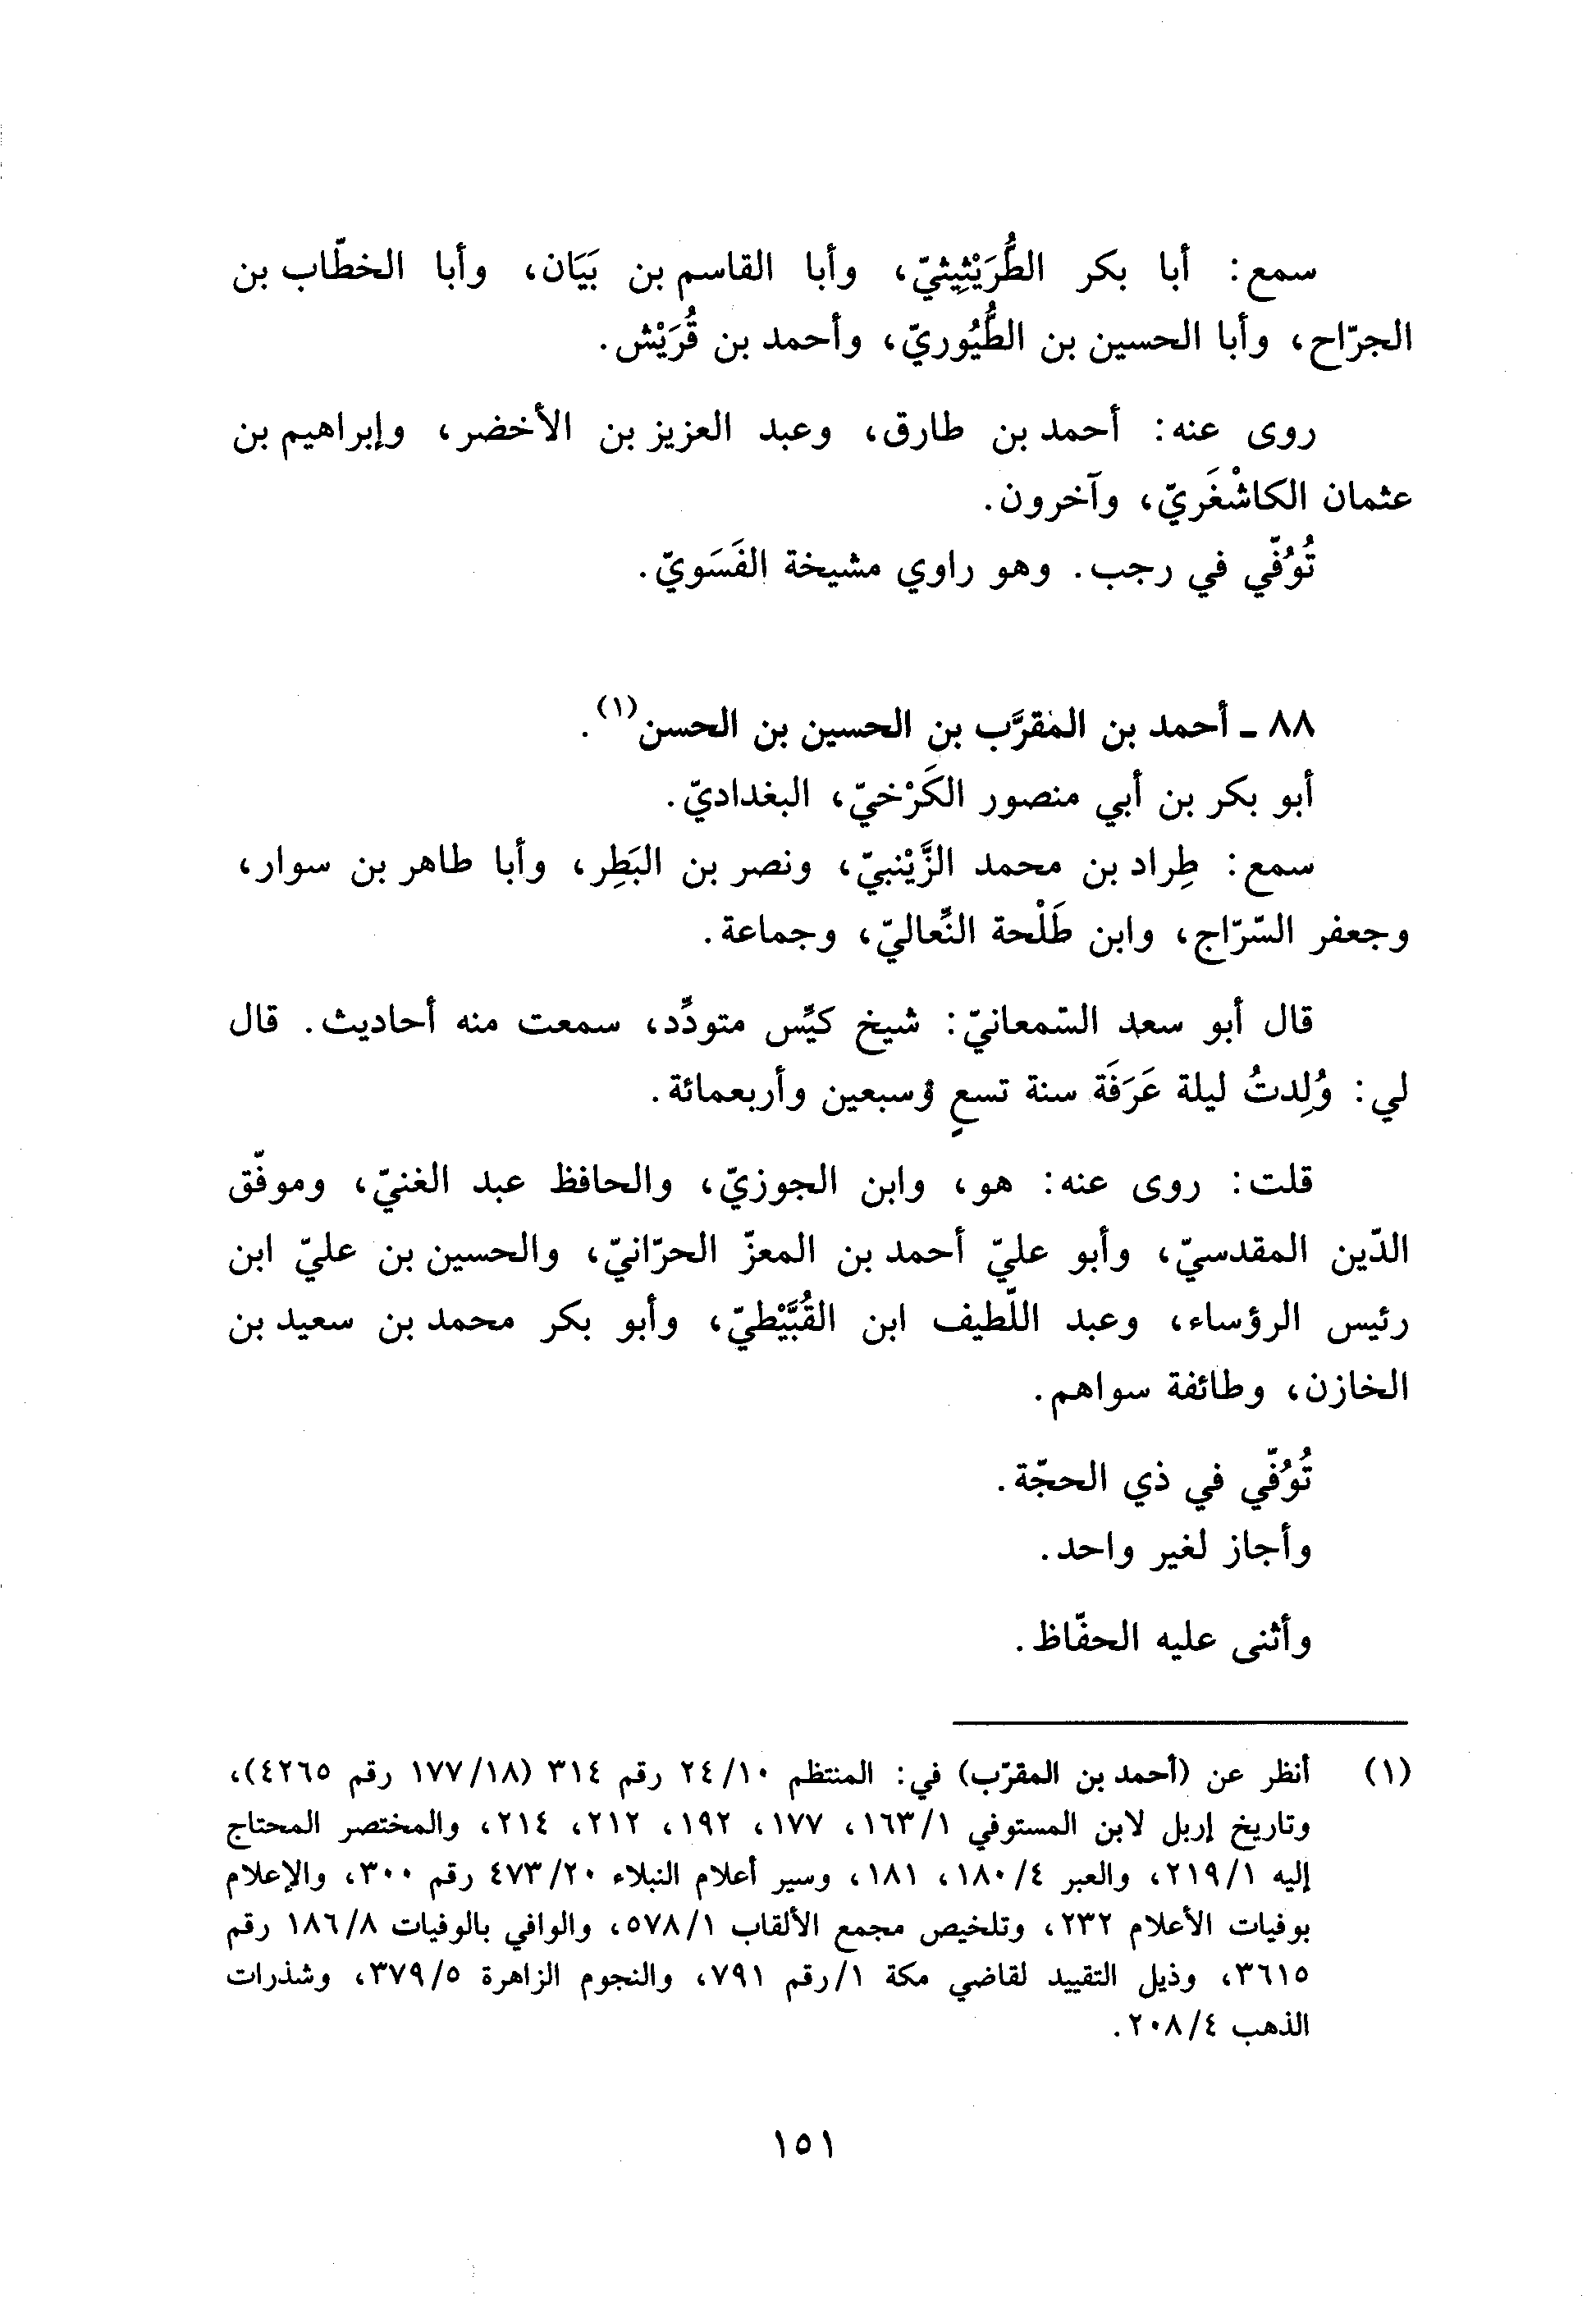 سمع: أبا بكر الطُّرَيْثِيثيّ، وأبا القاسم بن بَيَان، وأبا الخطّاب بن
الجرّاح، وأبا الحسين بن الطُّيُوريّ، وأحمد بن قُرَيْش.
روى عنه: أحمد بن طارق، وعبد العزيز بن الأخضر، وإبراهيم بن
عثمان الكاشْغَريّ، وآخرون.
تُوُفّي في رجب. وهو راوي مشيخة الفَسَويّ.
٨٨ ـ أحمد بن المقرَّب بن الحسين بن الحسن(١).
أبو بكر بن أبي منصور الكَرْخيّ، البغداديّ.
سمع: طِراد بن محمد الزَّيْنبيّ، ونصر بن البَطِر، وأبا طاهر بن سوار،
وجعفر السّرّاج، وابن طَلْحة النِّعاليّ، وجماعة.
قال أبو سعد السّمعانيّ: شيخ كيِّس متودِّد، سمعت منه أحاديث. قال
لي: وُلِدتُ ليلة عَرَفَة سنة تسعٍ وسبعين وأربعمائة.
قلت: روى عنه: هو، وابن الجوزيّ، والحافظ عبد الغنيّ، وموفّق
الدّين المقدسيّ، وأبو عليّ أحمد بن المعزّ الحرّانيّ، والحسين بن عليّ ابن
رئيس الرؤساء، وعبد اللّطيف ابن القُبَّيْطيّ، وأبو بكر محمد بن سعيد بن
الخازن، وطائفة سواهم.
تُوُفّي في ذي الحجّة.
وأجاز لغير واحد.
وأثنى عليه الحفّاظ.
(١) أنظر عن (أحمد بن المقرّب) في: المنتظم ٢٤/١٠ رقم ٣١٤ (١٧٧/١٨ رقم ٤٢٦٥)،
وتاريخ إربل لابن المستوفي ١٦٣/١، ١٧٧، ١٩٢، ٢١٢، ٢١٤، والمختصر المحتاج
إليه ٢١٩/١، والعبر ١٨٠/٤، ١٨١، وسير أعلام النبلاء ٤٧٣/٢٠ رقم ٣٠٠، والإعلام
بوفيات الأعلام ٢٣٢، وتلخيص مجمع الألقاب ٥٧٨/١، والوافي بالوفيات ١٨٦/٨ رقم
٣٦١٥، وذيل التقييد لقاضي مكة ١/رقم ٧٩١، والنجوم الزاهرة ٣٧٩/٥، وشذرات
الذهب ٢٠٨/٤.
١٥١